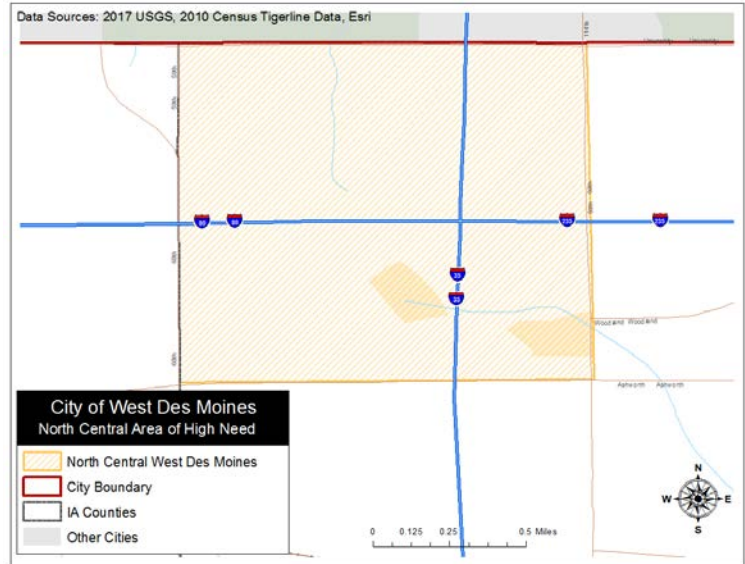 Data Sources: 2017 USGS, 2010 Census Tigerline Data, Esri
University University
80
80
235
235
35
35
Woodland Woodland
Ashworth Ashworth
City of West Des Moines
North Central Area of High Need
North Central West Des Moines
City Boundary
IA Counties
Other Cities
0 0.125 0.25 0.5 Miles
N
W E
S